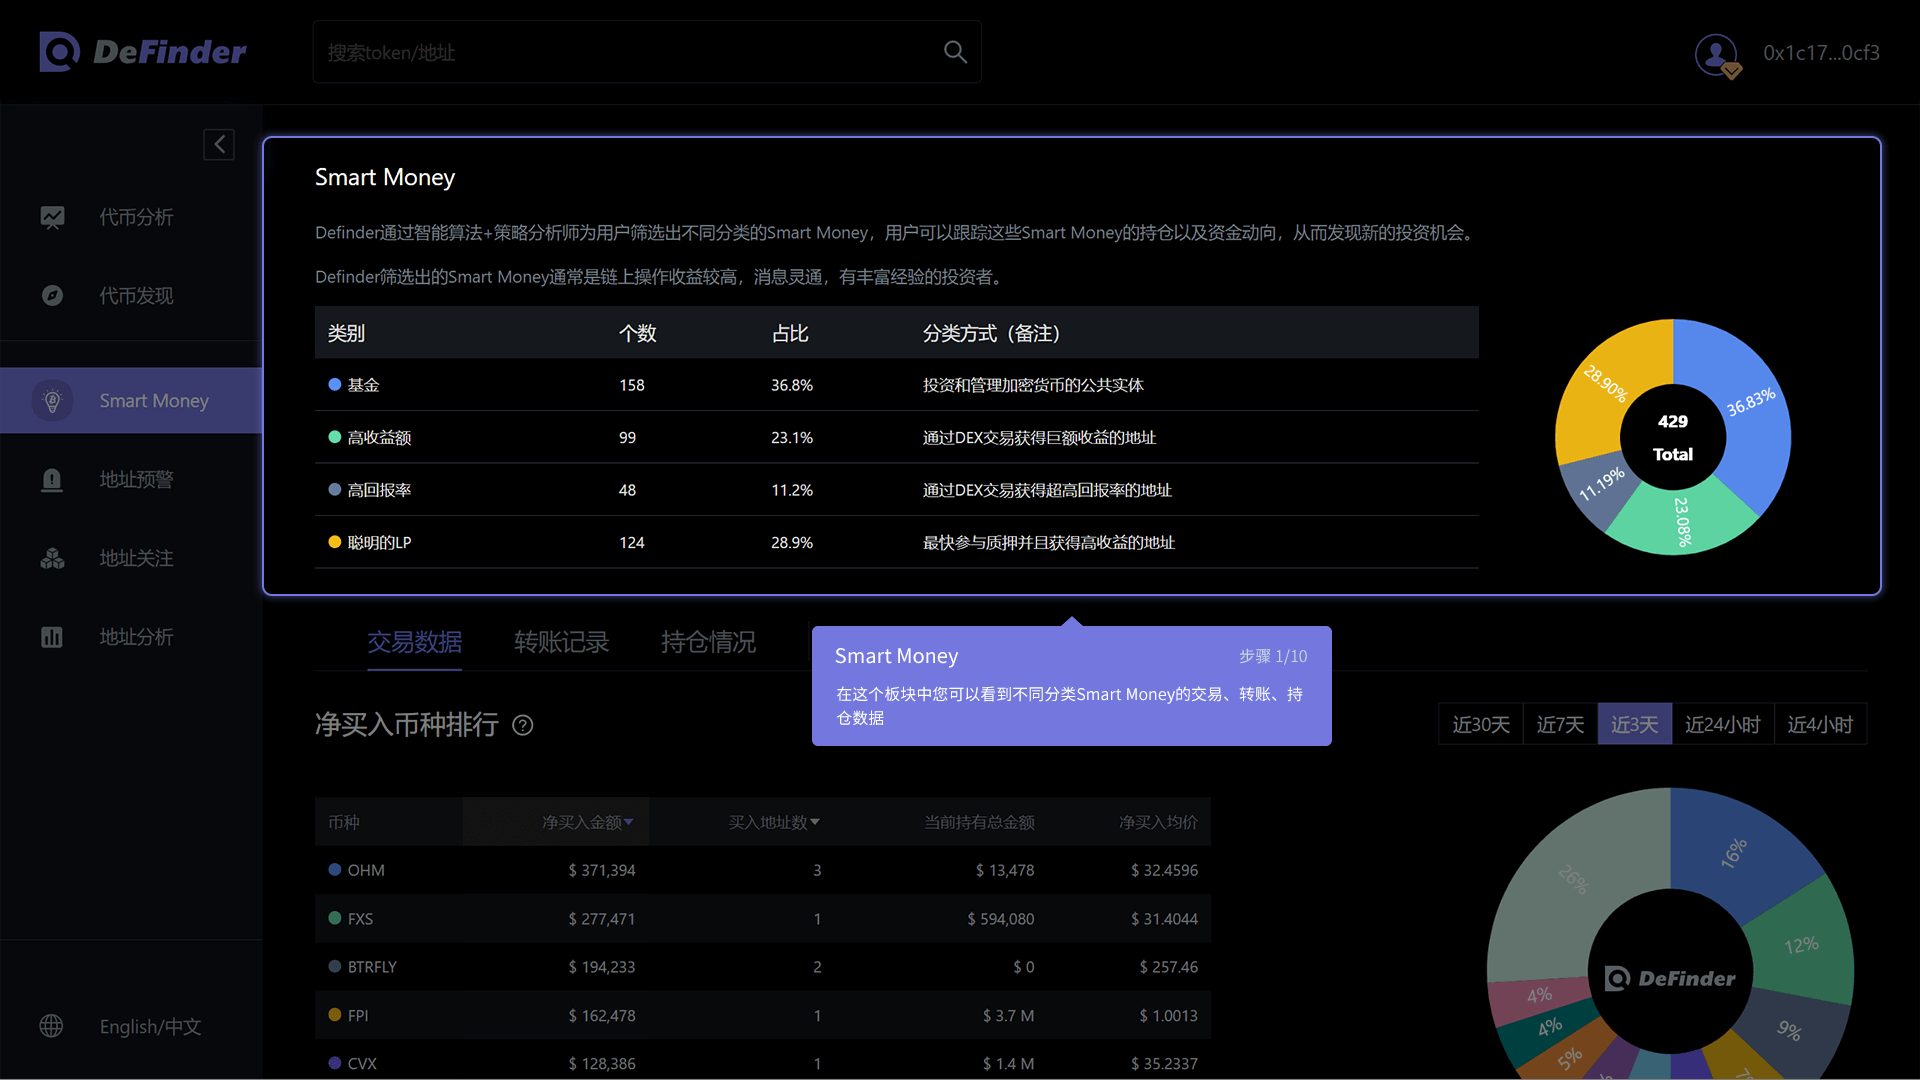 DeFinder
搜索token/地址
0x1c17...0cf3
代币分析
代币发现
Smart Money
地址预警
地址关注
地址分析
English/中文
Smart Money
Definder通过智能算法+策略分析师为用户筛选出不同分类的Smart Money，用户可以跟踪这些Smart Money的持仓以及资金动向，从而发现新的投资机会。
Definder筛选出的Smart Money通常是链上操作收益较高，消息灵通，有丰富经验的投资者。
类别 个数 占比 分类方式（备注）
基金 158 36.8% 投资和管理加密货币的公共实体
高收益额 99 23.1% 通过DEX交易获得巨额收益的地址
高回报率 48 11.2% 通过DEX交易获得超高回报率的地址
聪明的LP 124 28.9% 最快参与质押并且获得高收益的地址
28.90%
36.83%
11.19%
23.08%
429
Total
交易数据 转账记录 持仓情况
Smart Money 步骤 1/10
在这个板块中您可以看到不同分类Smart Money的交易、转账、持
仓数据
净买入币种排行 ?
近30天 近7天 近3天 近24小时 近4小时
币种 净买入金额 买入地址数 当前持有总金额 净买入均价
OHM $ 371,394 3 $ 13,478 $ 32.4596
FXS $ 277,471 1 $ 594,080 $ 31.4044
BTRFLY $ 194,233 2 $ 0 $ 257.46
FPI $ 162,478 1 $ 3.7 M $ 1.0013
CVX $ 128,386 1 $ 1.4 M $ 35.2337
16%
26%
12%
DeFinder
4%
4%
9%
5%